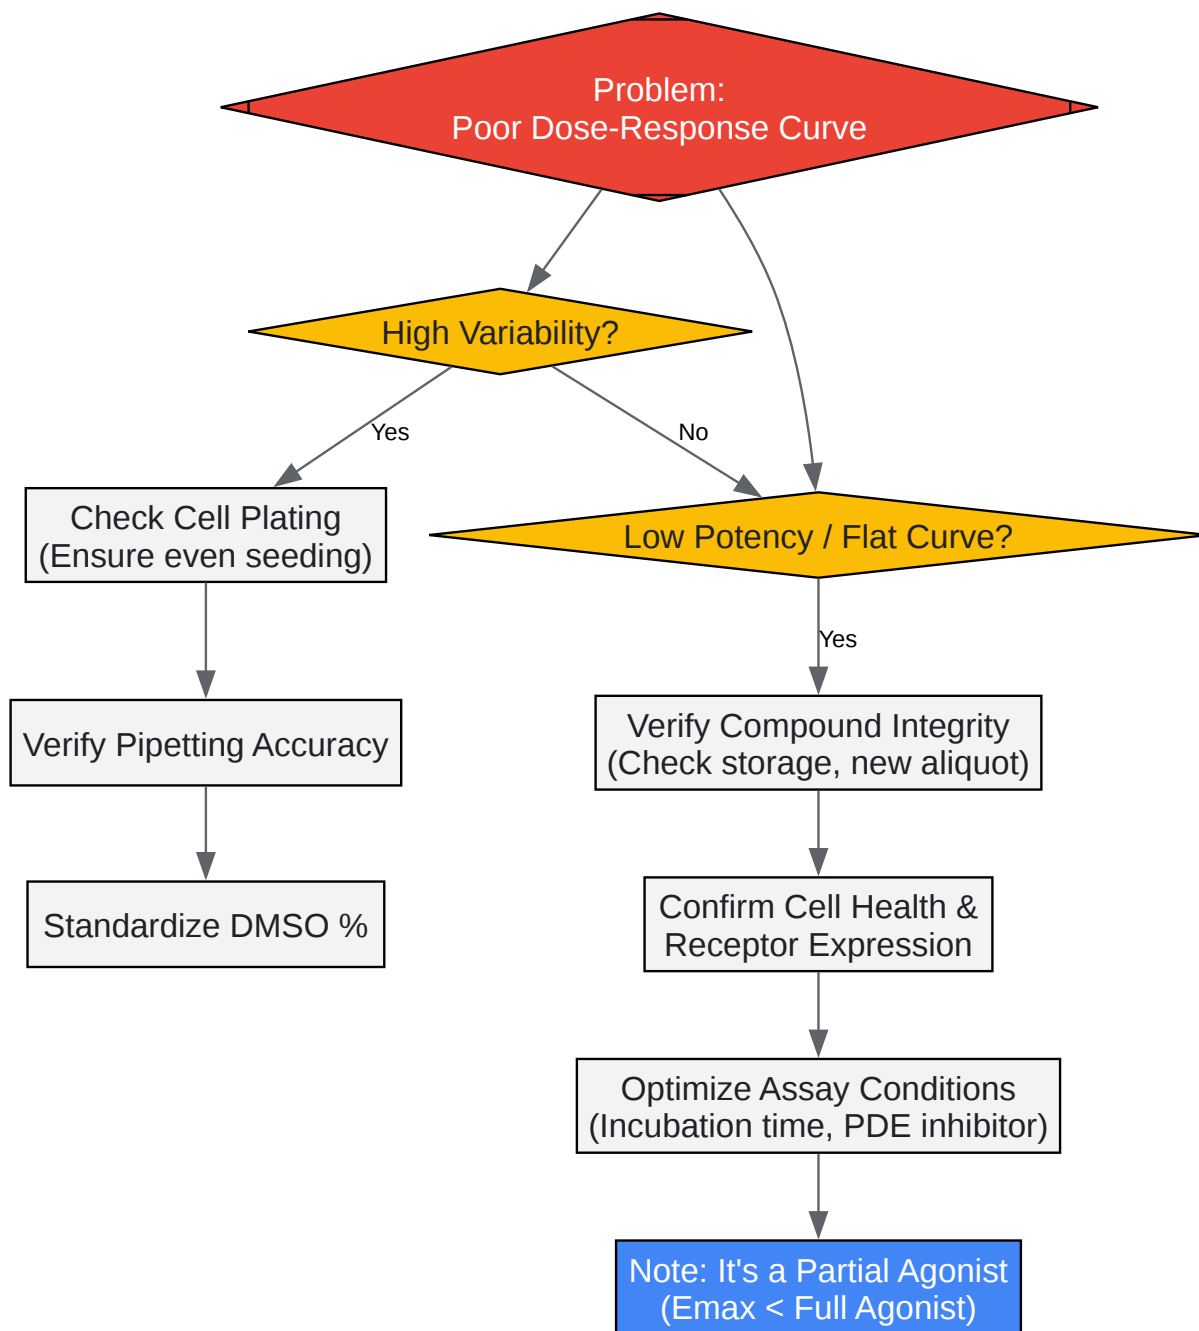 Problem:
Poor Dose-Response Curve
High Variability?
Yes
No
Check Cell Plating
(Ensure even seeding)
Low Potency / Flat Curve?
Yes
Verify Pipetting Accuracy
Verify Compound Integrity
(Check storage, new aliquot)
Standardize DMSO %
Confirm Cell Health &
Receptor Expression
Optimize Assay Conditions
(Incubation time, PDE inhibitor)
Note: It's a Partial Agonist
(Emax < Full Agonist)